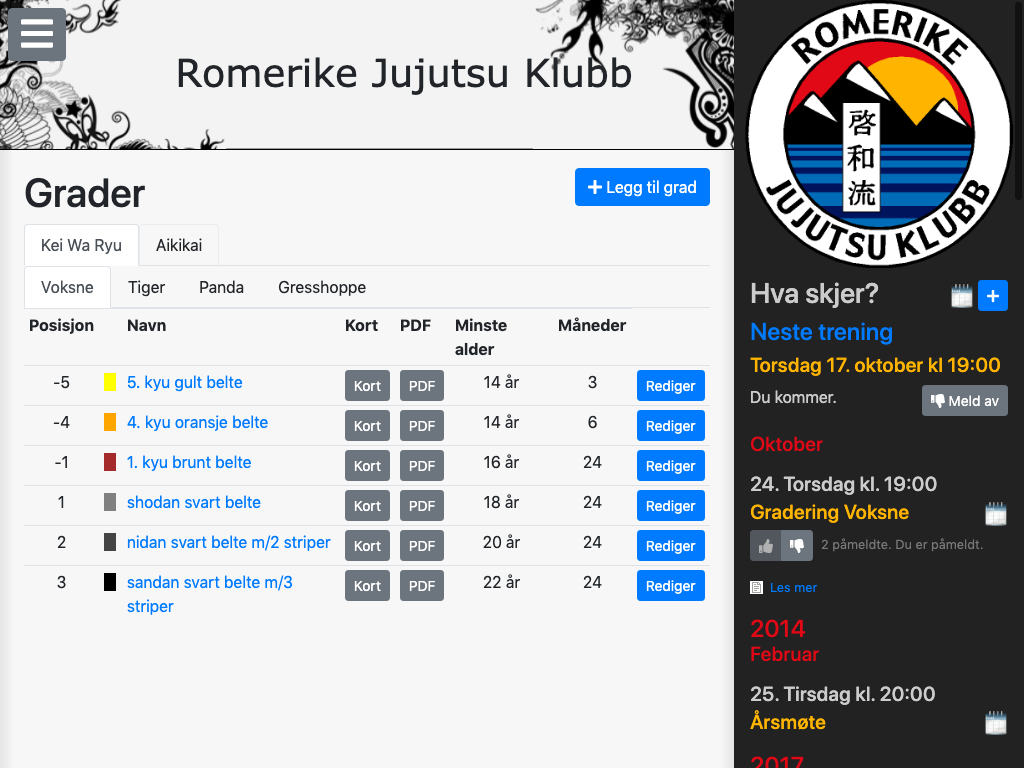 Romerike Jujutsu Klubb
Grader
Legg til grad
Kei Wa Ryu Aikikai
Voksne Tiger Panda Gresshoppe
Posisjon Navn Kort PDF Minste alder Måneder
-5 5. kyu gult belte Kort PDF 14 år 3 Rediger
-4 4. kyu oransje belte Kort PDF 14 år 6 Rediger
-1 1. kyu brunt belte Kort PDF 16 år 24 Rediger
1 shodan svart belte Kort PDF 18 år 24 Rediger
2 nidan svart belte m/2 striper Kort PDF 20 år 24 Rediger
3 sandan svart belte m/3 Kort PDF 22 år 24 Rediger
striper
ROMERIKE
啓和流
JUJUTSU KLUBB
Hva skjer?
Neste trening
Torsdag 17. oktober kl 19:00
Du kommer. Meld av
Oktober
24. Torsdag kl. 19:00
Gradering Voksne
2 påmeldte. Du er påmeldt.
Les mer
2014
Februar
25. Tirsdag kl. 20:00
Årsmøte
2017